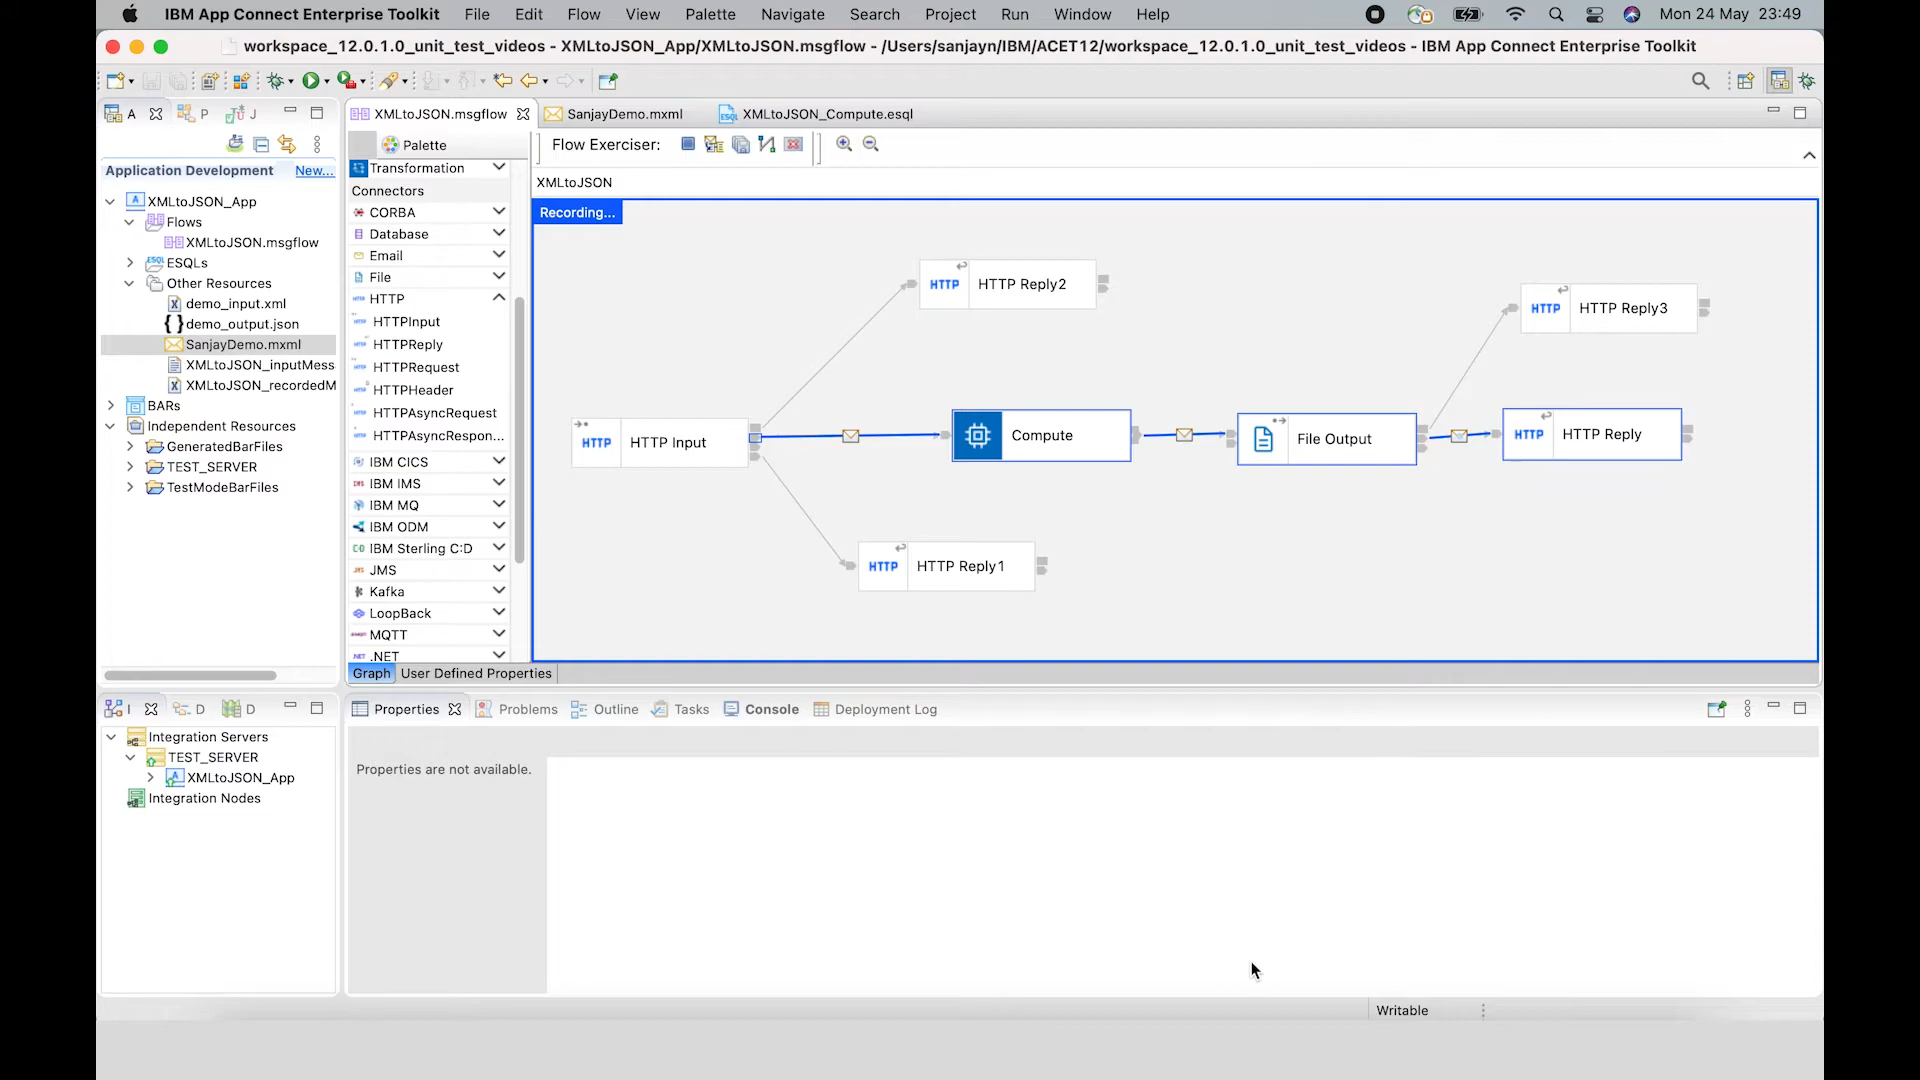 IBM App Connect Enterprise Toolkit File Edit Flow View Palette Navigate Search Project Run Window Help Mon 24 May 23:49
workspace_12.0.1.0_unit_test_videos - XMLtoJSON_App/XMLtoJSON.msgflow - /Users/sanjayn/IBM/ACET12/workspace_12.0.1.0_unit_test_videos - IBM App Connect Enterprise Toolkit
A P J
Application Development New...
XMLtoJSON_App
Flows
XMLtoJSON.msgflow
ESQLs
Other Resources
demo_input.xml
demo_output.json
SanjayDemo.mxml
XMLtoJSON_inputMess
XMLtoJSON_recordedM
BARs
Independent Resources
GeneratedBarFiles
TEST_SERVER
TestModeBarFiles
XMLtoJSON.msgflow SanjayDemo.mxml XMLtoJSON_Compute.esql
Palette
Transformation
Connectors
CORBA
Database
Email
File
HTTP
HTTPInput
HTTPReply
HTTPRequest
HTTPHeader
HTTPAsyncRequest
HTTPAsyncRespon...
IBM CICS
IBM IMS
IBM MQ
IBM ODM
IBM Sterling C:D
JMS
Kafka
LoopBack
MQTT
.NET
Flow Exerciser:
XMLtoJSON
Recording...
HTTP HTTP Reply2
HTTP HTTP Reply3
HTTP HTTP Input
Compute
File Output
HTTP HTTP Reply
HTTP HTTP Reply1
Graph User Defined Properties
I D D
Integration Servers
TEST_SERVER
XMLtoJSON_App
Integration Nodes
Properties Problems Outline Tasks Console Deployment Log
Properties are not available.
Writable